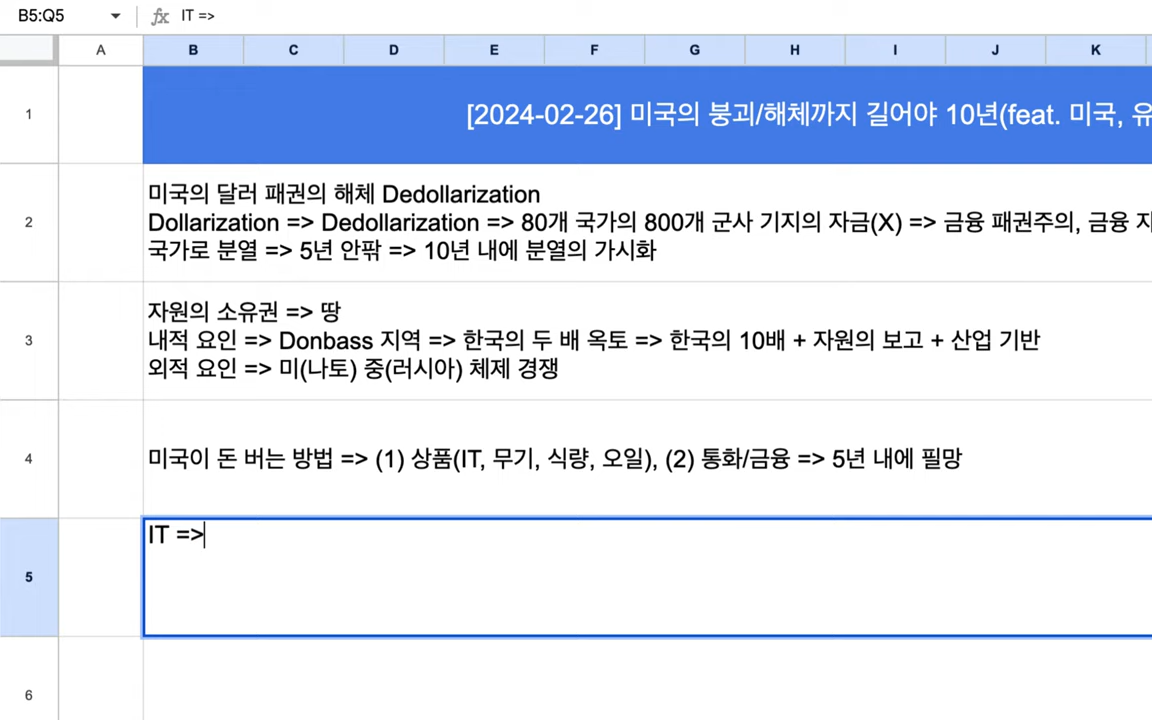 B5:Q5
fx IT =>
A B C D E F G H I J K
1
[2024-02-26] 미국의 붕괴/해체까지 길어야 10년(feat. 미국, 유
2
미국의 달러 패권의 해체 Dedollarization
Dollarization => Dedollarization => 80개 국가의 800개 군사 기지의 자금(X) => 금융 패권주의, 금융 자
국가로 분열 => 5년 안팎 => 10년 내에 분열의 가시화
3
자원의 소유권 => 땅
내적 요인 => Donbass 지역 => 한국의 두 배 옥토 => 한국의 10배 + 자원의 보고 + 산업 기반
외적 요인 => 미(나토) 중(러시아) 체제 경쟁
4
미국이 돈 버는 방법 => (1) 상품(IT, 무기, 식량, 오일), (2) 통화/금융 => 5년 내에 필망
5
IT =>
6